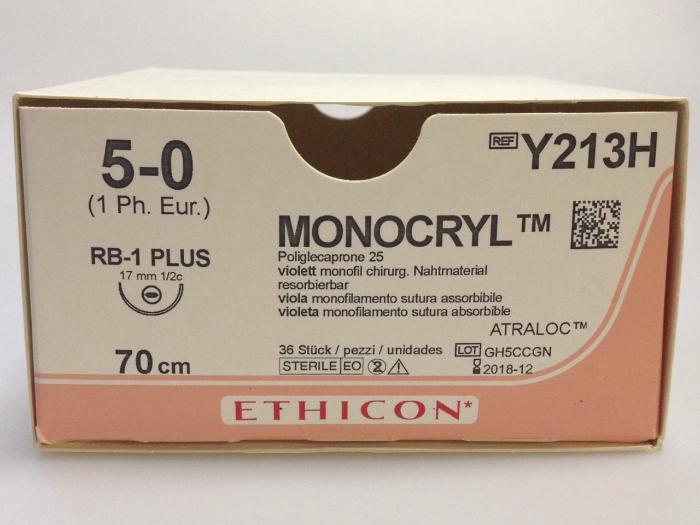 5-0
(1 Ph. Eur.)
RB-1 PLUS
17 mm 1/2c
70 cm
REF Y213H
MONOCRYL™
Poliglecaprone 25
violett monofil chirurg. Nahtmaterial
resorbierbar
viola monofilamento sutura assorbibile
violeta monofilamento sutura absorbible
ATRALOC™
36 Stück / pezzi / unidades
LOT GH5CCGN
STERILE EO 2
2018-12
ETHICON*